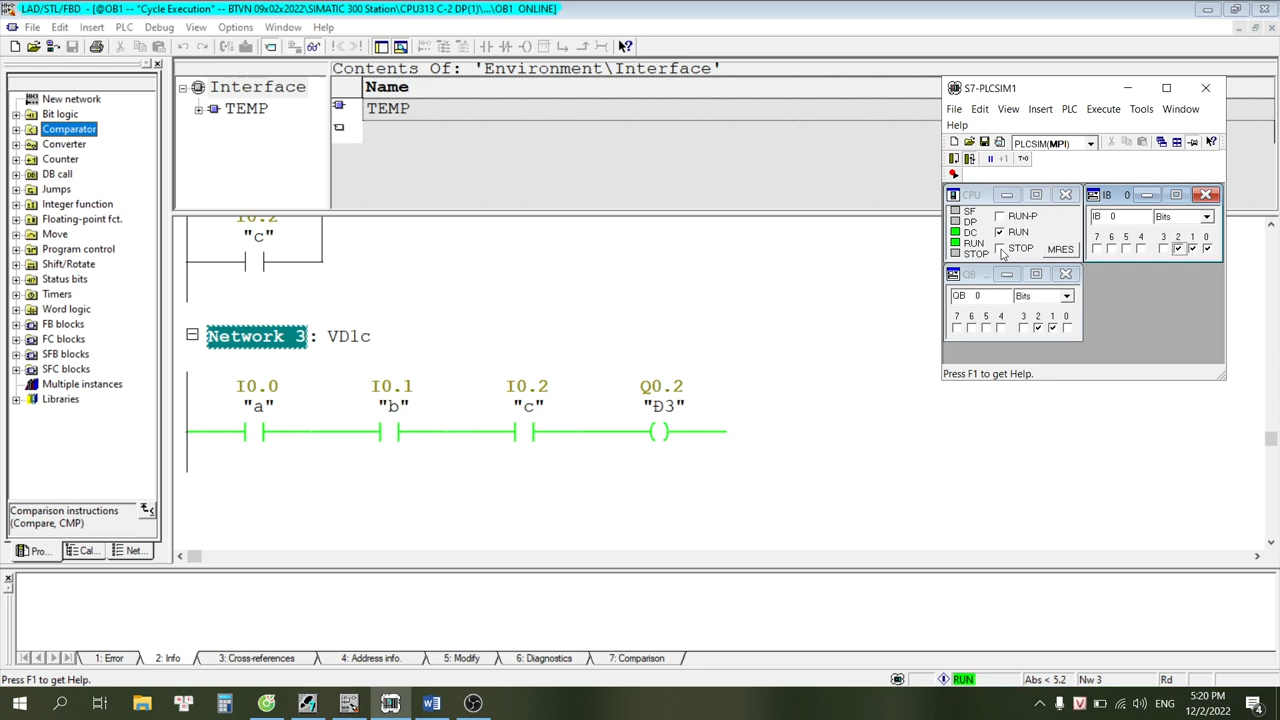 LAD/STL/FBD - [@OB1 -- "Cycle Execution" -- BTVN 09x02x2022\SIMATIC 300 Station\CPU313 C-2 DP(1)\...\OB1 ONLINE]
File Edit Insert PLC Debug View Options Window Help
New network
Bit logic
Comparator
Converter
Counter
DB call
Jumps
Integer function
Floating-point fct.
Move
Program control
Shift/Rotate
Status bits
Timers
Word logic
FB blocks
FC blocks
SFB blocks
SFC blocks
Multiple instances
Libraries
Comparison instructions
(Compare, CMP)
Pro... Cal... Net...
Interface
TEMP
Contents Of: 'Environment\Interface'
Name
TEMP
I0.2
"c"
Network 3 : VD1c
I0.0 I0.1 I0.2 Q0.2
"a" "b" "c" "Đ3"
S7-PLCSIM1
File Edit View Insert PLC Execute Tools Window
Help
PLCSIM(MPI)
+1 T=0
CPU
SF
DP
DC
RUN
STOP
RUN-P
RUN
STOP
MRES
IB 0
IB 0 Bits
7 6 5 4 3 2 1 0
QB ...
QB 0 Bits
7 6 5 4 3 2 1 0
Press F1 to get Help.
1: Error 2: Info 3: Cross-references 4: Address info. 5: Modify 6: Diagnostics 7: Comparison
Press F1 to get Help.
RUN Abs < 5.2 Nw 3 Rd
V ENG 5:20 PM
12/2/2022